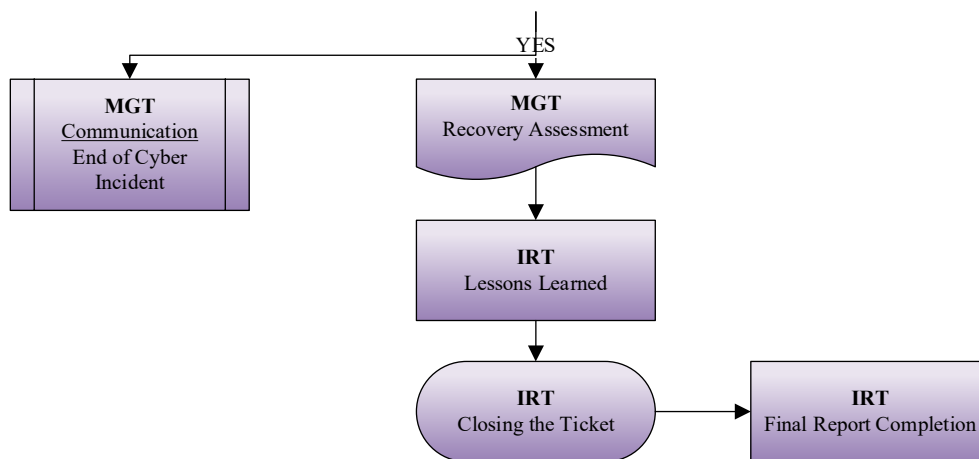 YES
MGT
Communication
End of Cyber
Incident
MGT
Recovery Assessment
IRT
Lessons Learned
IRT
Closing the Ticket
IRT
Final Report Completion